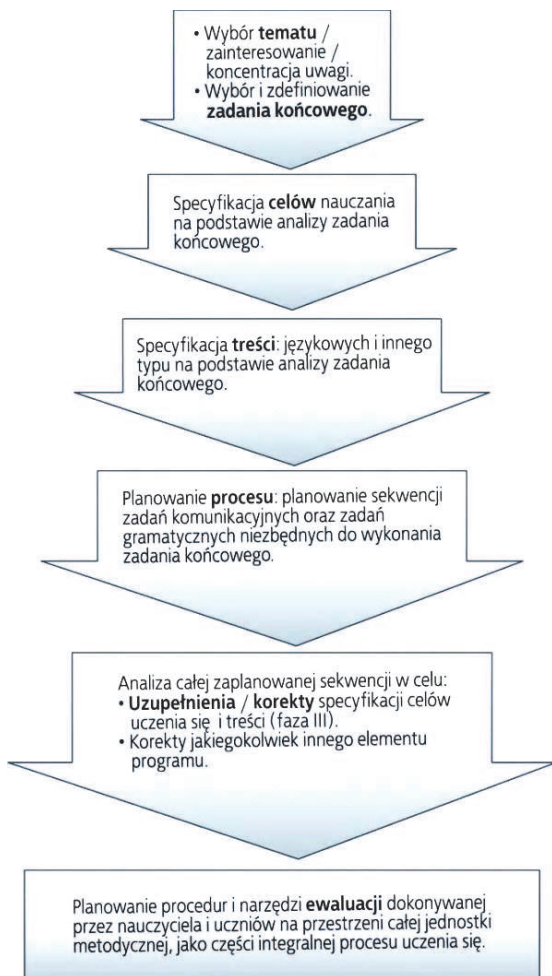 • Wybór tematu /
zainteresowanie /
koncentracja uwagi.
• Wybór i zdefiniowanie
zadania końcowego.
Specyfikacja celów nauczania
na podstawie analizy zadania
końcowego.
Specyfikacja treści: językowych i innego
typu na podstawie analizy zadania
końcowego.
Planowanie procesu: planowanie sekwencji
zadań komunikacyjnych oraz zadań
gramatycznych niezbędnych do wykonania
zadania końcowego.
Analiza całej zaplanowanej sekwencji w celu:
• Uzupełnienia / korekty specyfikacji celów
uczenia się i treści (faza III).
• Korekty jakiegokolwiek innego elementu
programu.
Planowanie procedur i narzędzi ewaluacji dokonywanej
przez nauczyciela i uczniów na przestrzeni całej jednostki
metodycznej, jako części integralnej procesu uczenia się.